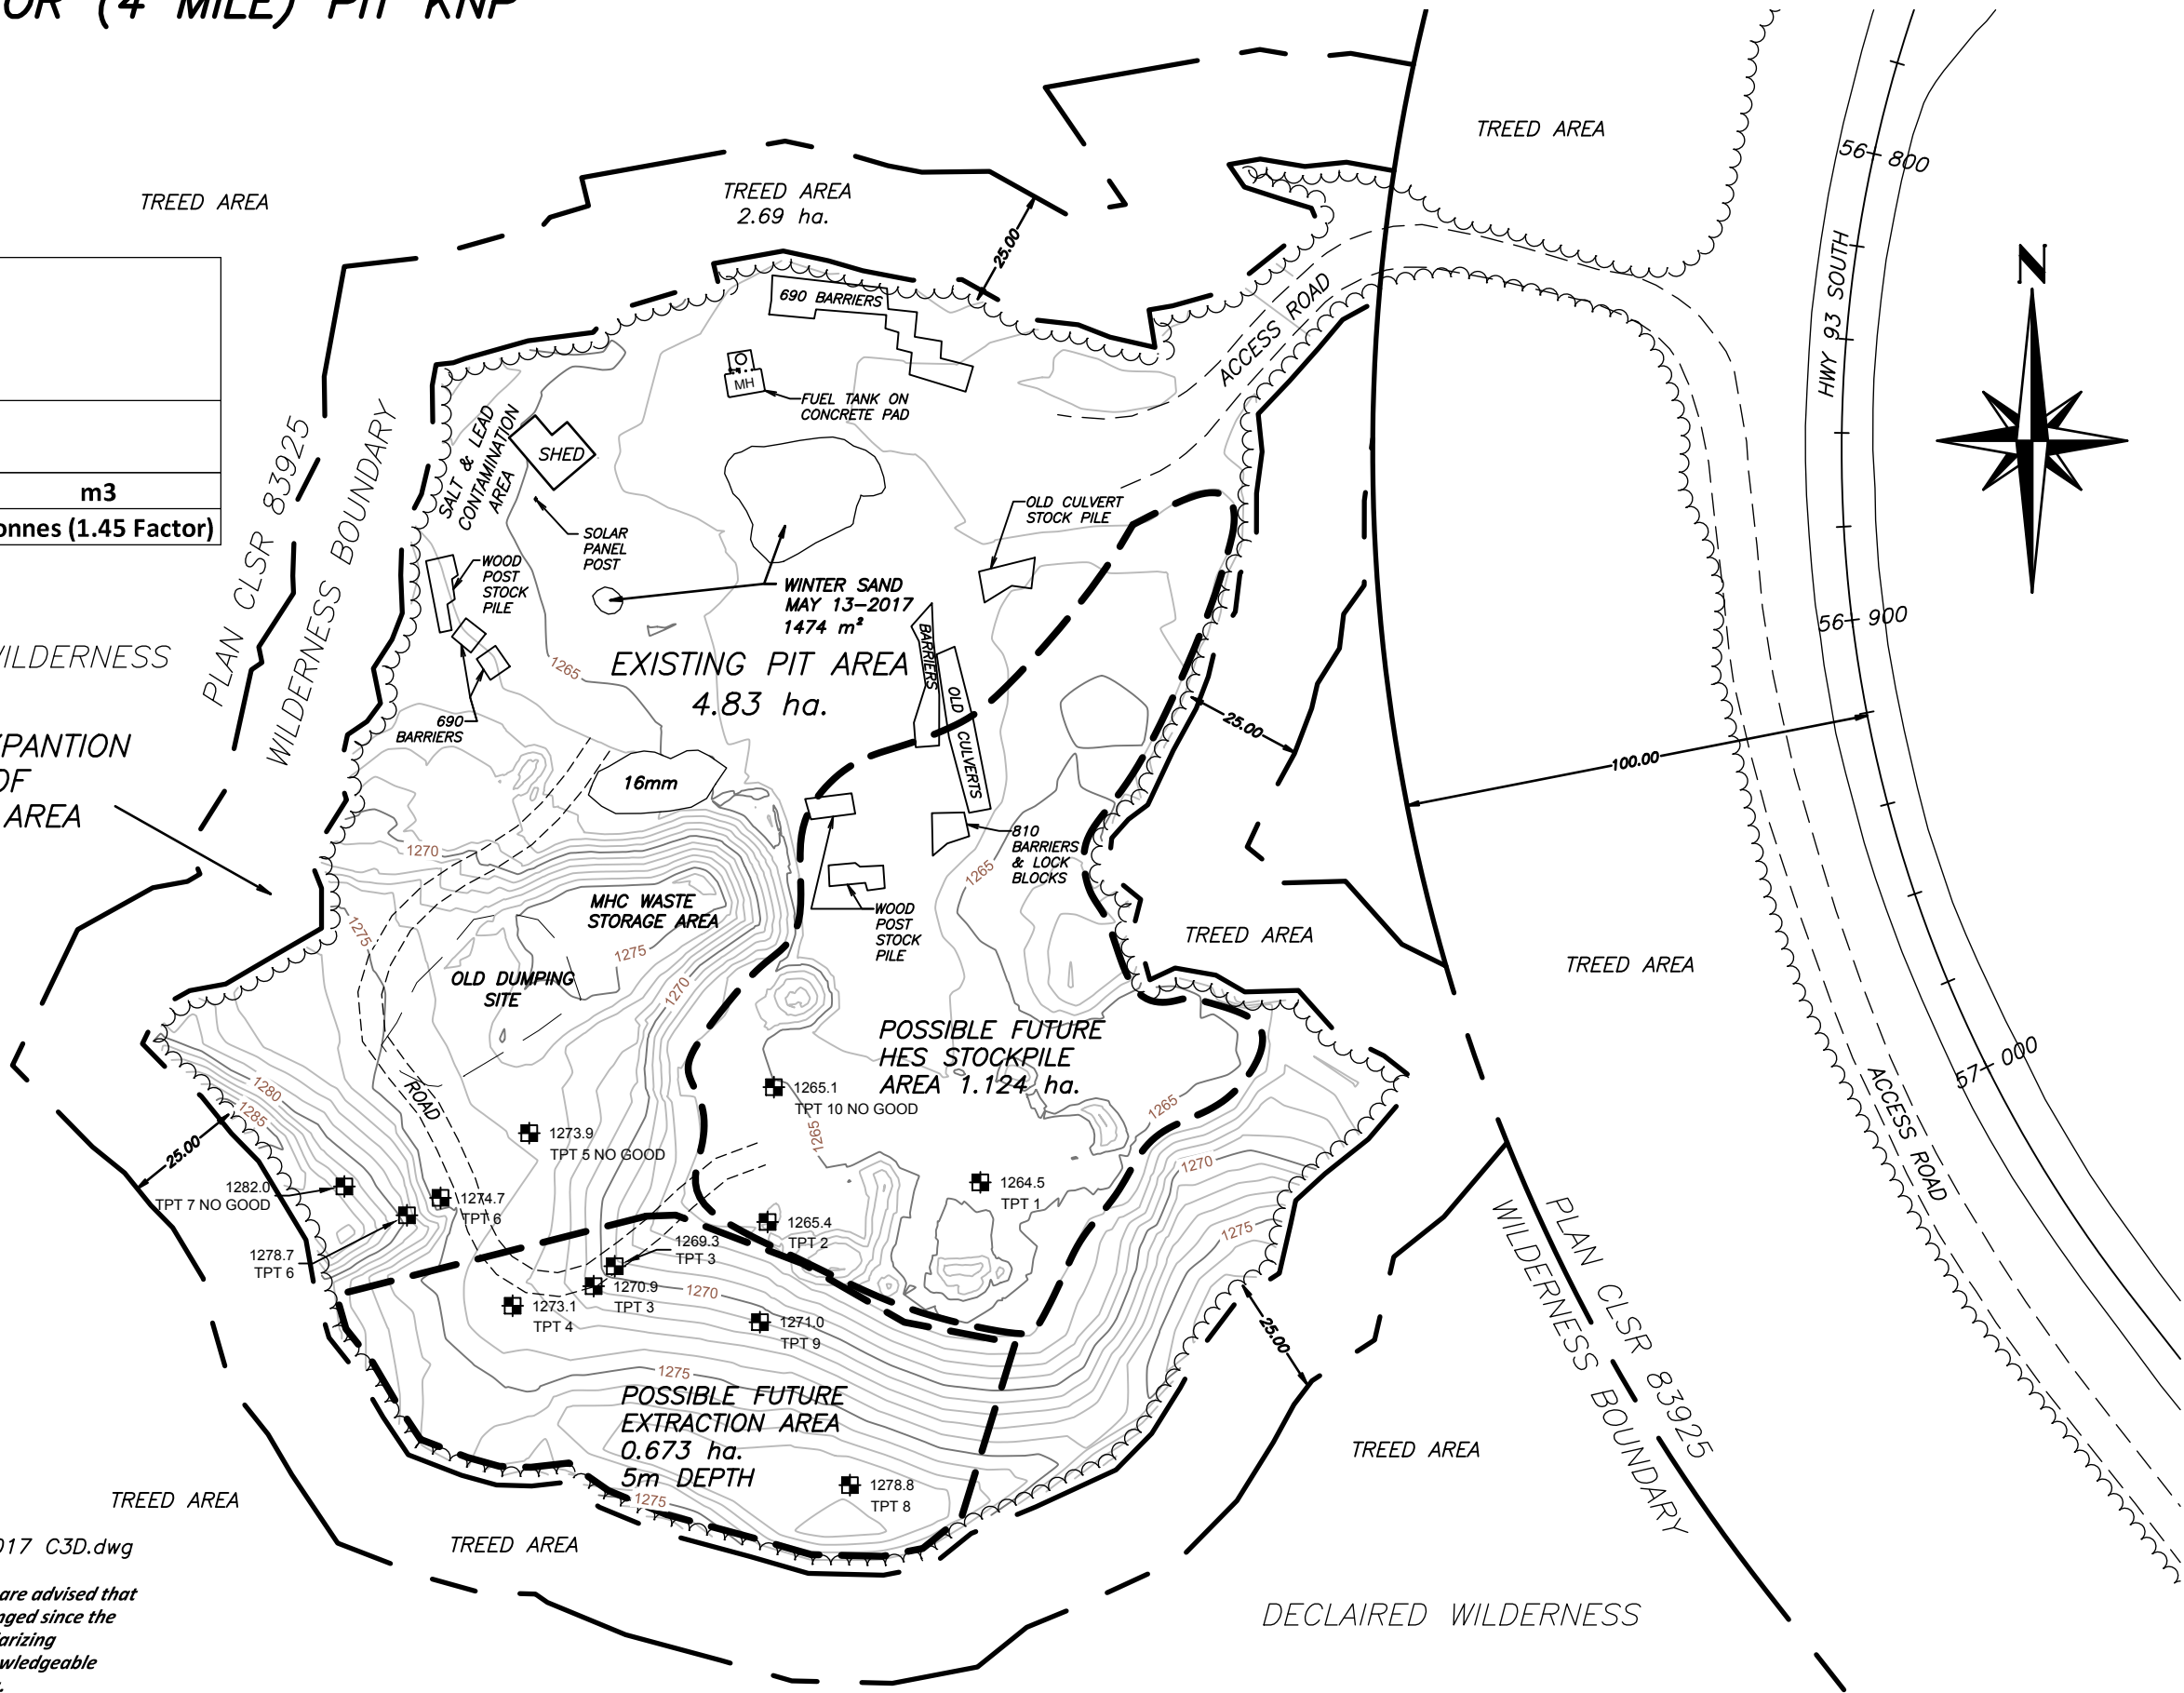 (4 MILE) PIT KNP
TREED AREA
TREED AREA
2.69 ha.
TREED AREA
56+ 800
HWY 93 SOUTH
N
25.00
690 BARRIERS
ACCESS ROAD
MH
FUEL TANK ON
CONCRETE PAD
m3
(1.45 Factor)
SALT & LEAD
CONTAMINATION
AREA
SHED
SOLAR
PANEL
POST
OLD CULVERT
STOCK PILE
WOOD
POST
STOCK
PILE
WINTER SAND
MAY 13-2017
1474 m²
PLAN CLSR 83925
WILDERNESS BOUNDARY
56+ 900
BARRIERS
OLD CULVERTS
1265
EXISTING PIT AREA
4.83 ha.
690
BARRIERS
25.00
100.00
AREA
16mm
1270
810
BARRIERS
& LOCK
BLOCKS
1265
MHC WASTE
STORAGE AREA
WOOD
POST
STOCK
PILE
1275
1275
TREED AREA
TREED AREA
OLD DUMPING
SITE
1270
POSSIBLE FUTURE
HES STOCKPILE
AREA 1.124 ha.
57+ 000
ACCESS ROAD
1280
1285
ROAD
1265.1
TPT 10 NO GOOD
1265
1265
25.00
1273.9
TPT 5 NO GOOD
1270
1282.0
TPT 7 NO GOOD
1274.7
TPT 6
1264.5
TPT 1
1265.4
TPT 2
1275
1269.3
TPT 3
1278.7
TPT 6
1270.9
TPT 3
1270
1273.1
TPT 4
1271.0
TPT 9
25.00
PLAN CLSR 83925
WILDERNESS BOUNDARY
1275
POSSIBLE FUTURE
EXTRACTION AREA
0.673 ha.
5m DEPTH
1275
1278.8
TPT 8
TREED AREA
TREED AREA
TREED AREA
C3D.dwg
are advised that
since the
DECLAIRED WILDERNESS